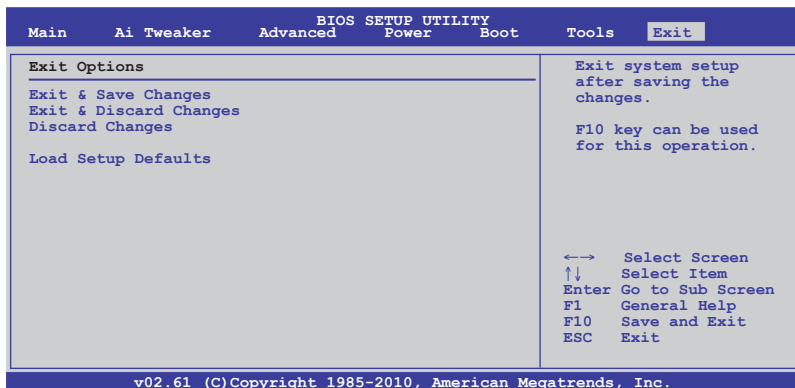 BIOS SETUP UTILITY
Main Ai Tweaker Advanced Power Boot Tools Exit
Exit Options
Exit & Save Changes
Exit & Discard Changes
Discard Changes
Load Setup Defaults
Exit system setup
after saving the
changes.
F10 key can be used
for this operation.
←→ Select Screen
↑↓ Select Item
Enter Go to Sub Screen
F1 General Help
F10 Save and Exit
ESC Exit
v02.61 (C)Copyright 1985-2010, American Megatrends, Inc.